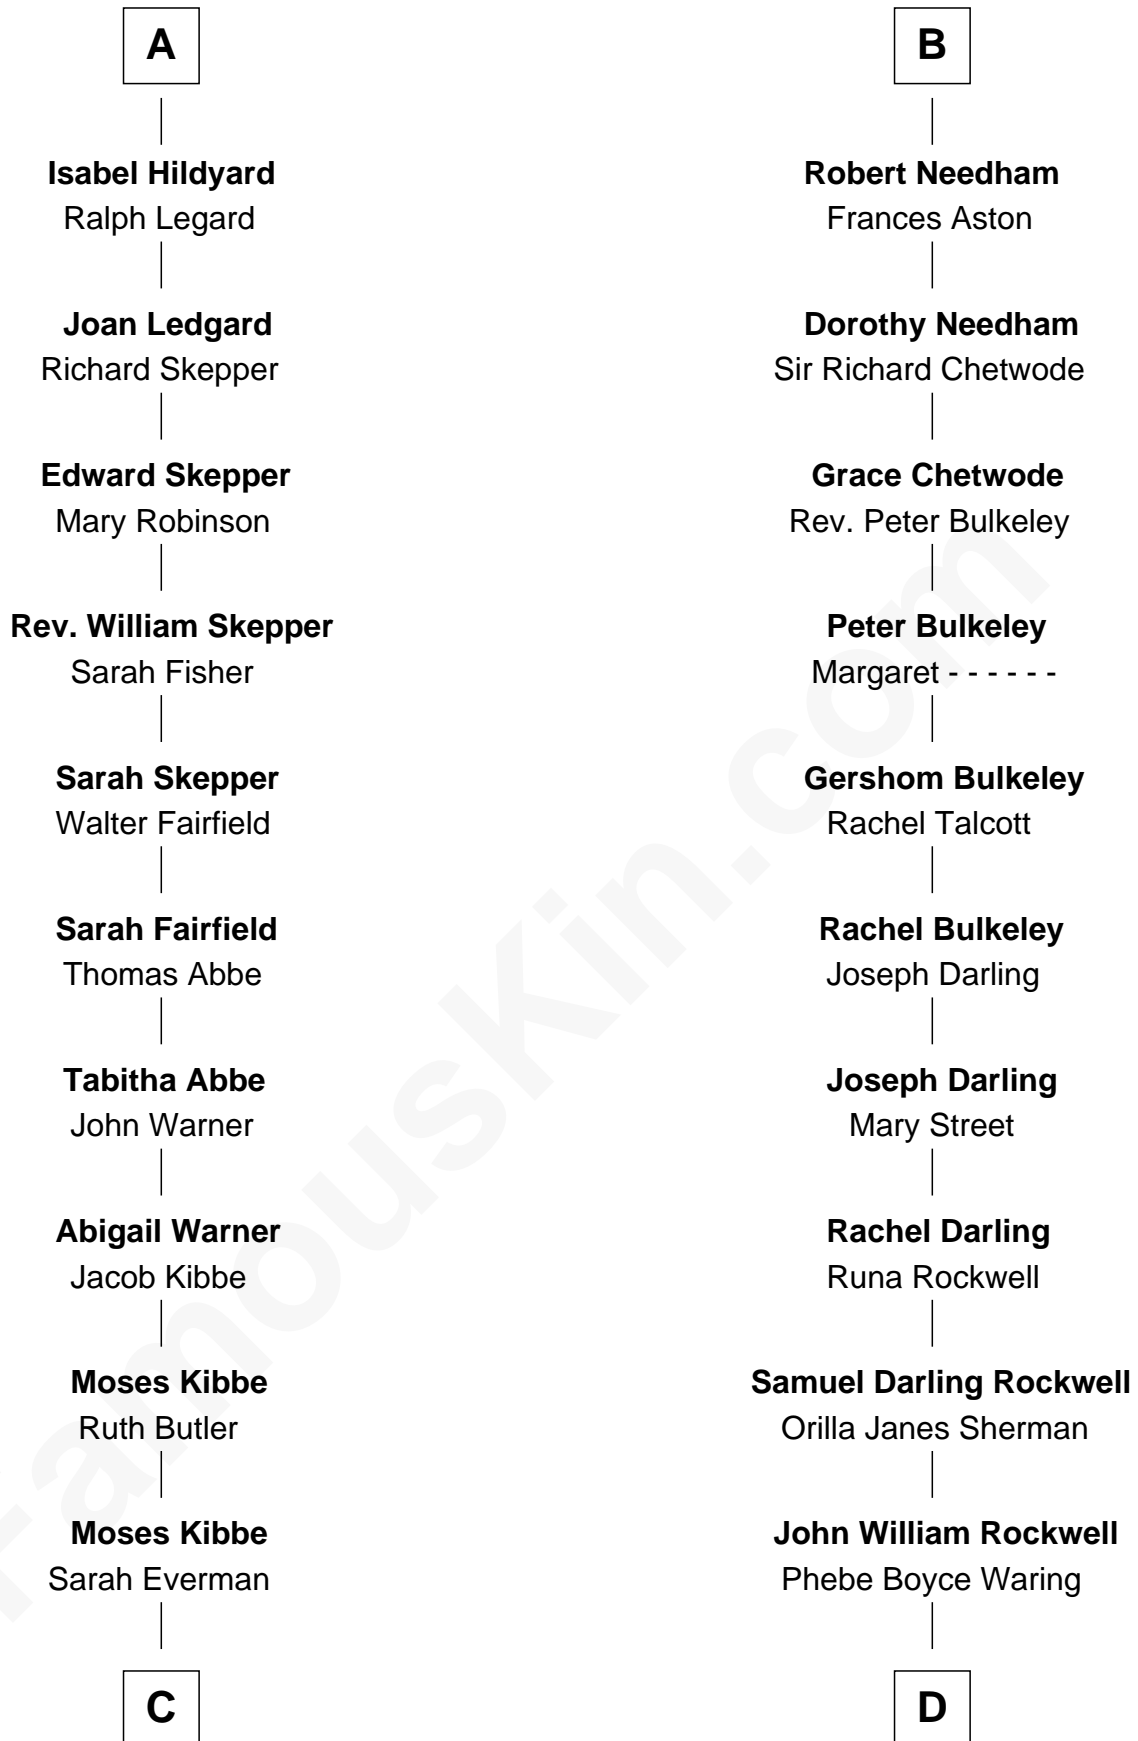 A
Isabel Hildyard
Ralph Legard
Joan Ledgard
Richard Skepper
Edward Skepper
Mary Robinson
Rev. William Skepper
Sarah Fisher
Sarah Skepper
Walter Fairfield
Sarah Fairfield
Thomas Abbe
Tabitha Abbe
John Warner
Abigail Warner
Jacob Kibbe
Moses Kibbe
Ruth Butler
Moses Kibbe
Sarah Everman
C
B
Robert Needham
Frances Aston
Dorothy Needham
Sir Richard Chetwode
Grace Chetwode
Rev. Peter Bulkeley
Peter Bulkeley
Margaret - - - - - -
Gershom Bulkeley
Rachel Talcott
Rachel Bulkeley
Joseph Darling
Joseph Darling
Mary Street
Rachel Darling
Runa Rockwell
Samuel Darling Rockwell
Orilla Janes Sherman
John William Rockwell
Phebe Boyce Waring
D
FamousKin.com